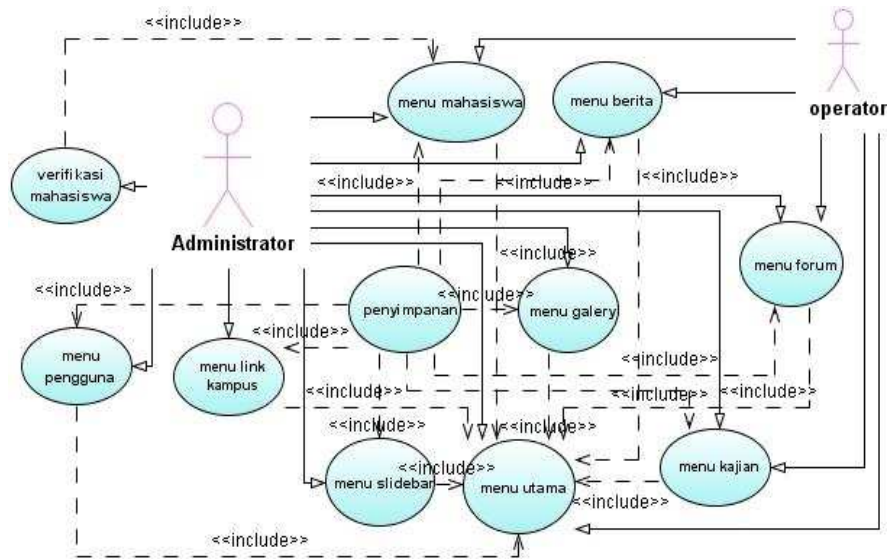 <<include>>
operator
menu mahasiswa
menu berita
verifikasi
mahasiswa
<<include>>
<<include>>
<<include>>
Administrator
menu forum
<<include>>
<<include>>
penyimpanan
<<include>>
menu galery
<<include>>
menu
pengguna
menu link
kampus
<<include>>
<<include>>
<<include>>
<<include>>
<<include>>
<<include>>
menu slidebar
<<include>>
menu utama
menu kajian
<<include>>
<<include>>